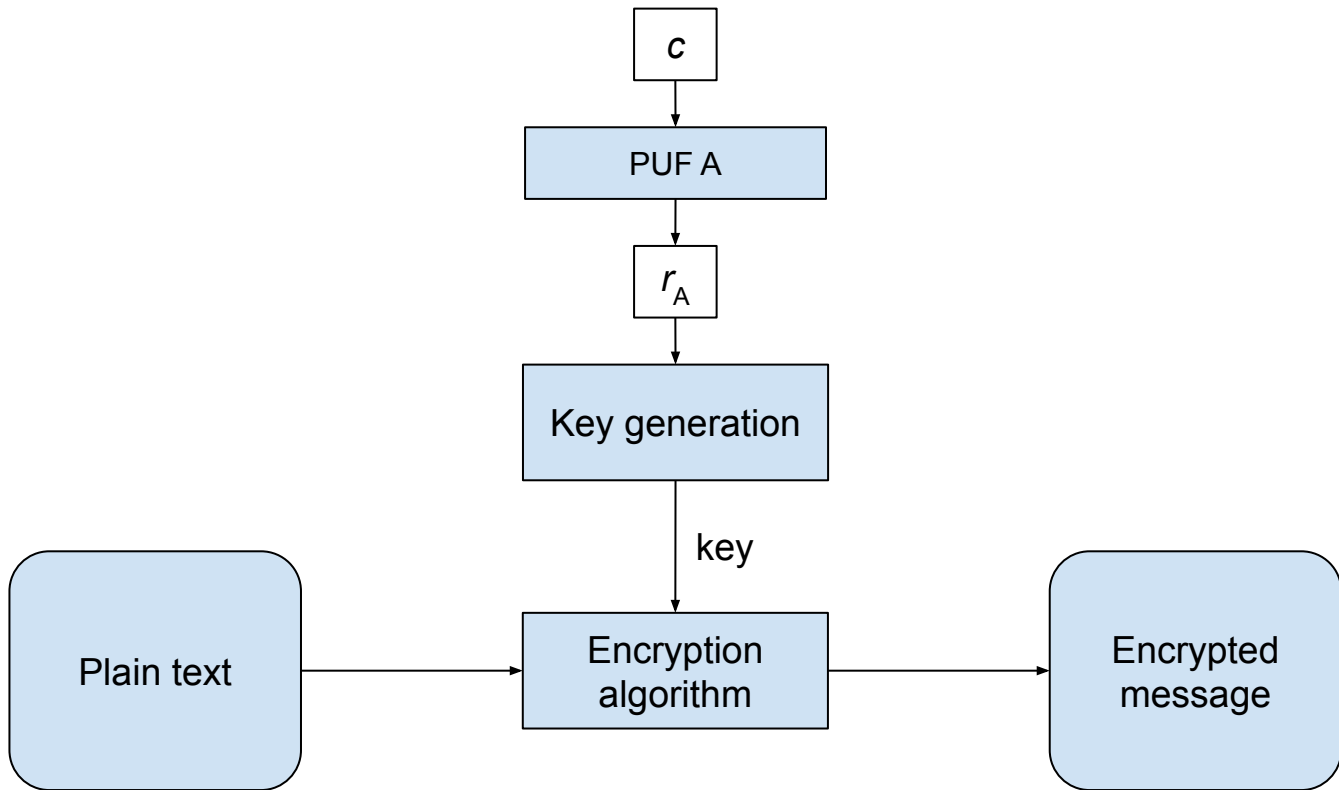 c
PUF A
rA
Key generation
key
Plain text
Encryption
algorithm
Encrypted
message